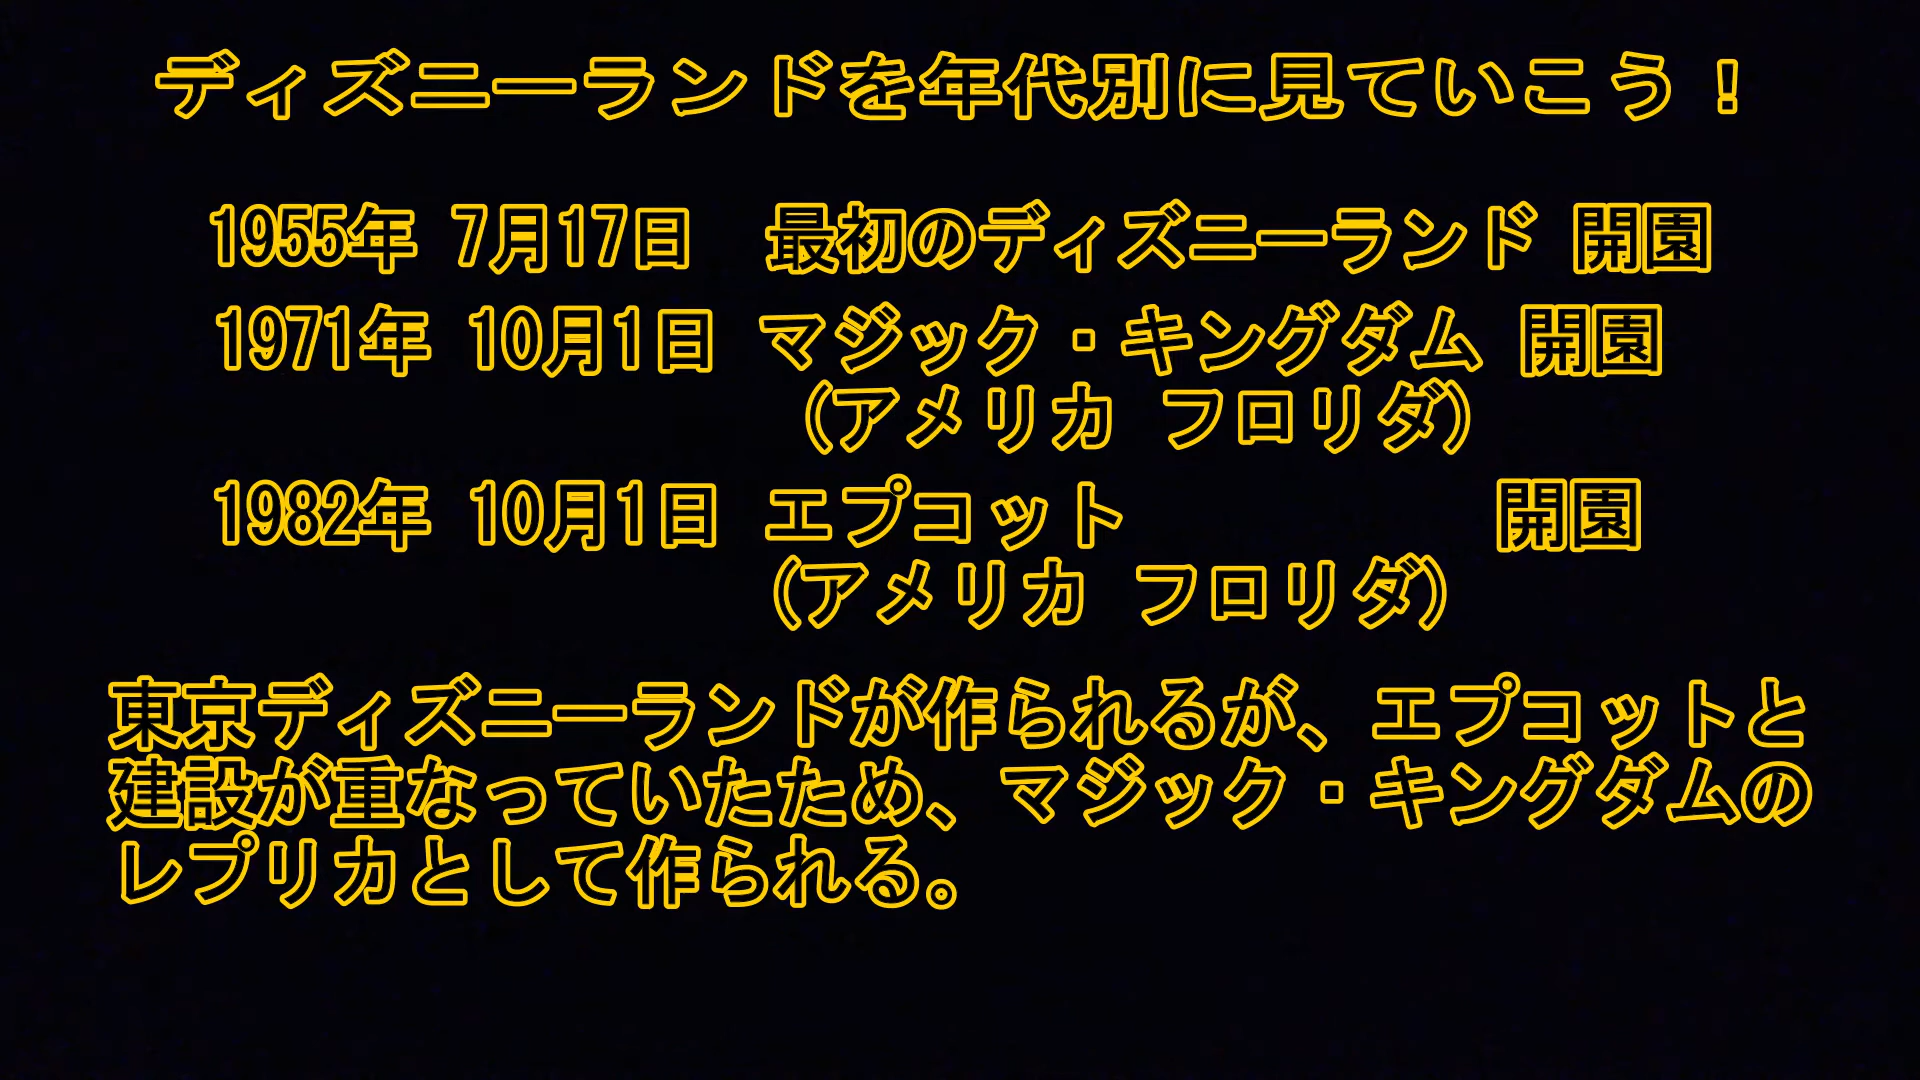 ディズニーランドを年代別に見ていこう！
1955年 7月17日 最初のディズニーランド 開園
1971年 10月1日 マジック・キングダム 開園
(アメリカ フロリダ)
1982年 10月1日 エプコット 開園
(アメリカ フロリダ)
東京ディズニーランドが作られるが、エプコットと
建設が重なっていたため、マジック・キングダムの
レプリカとして作られる。